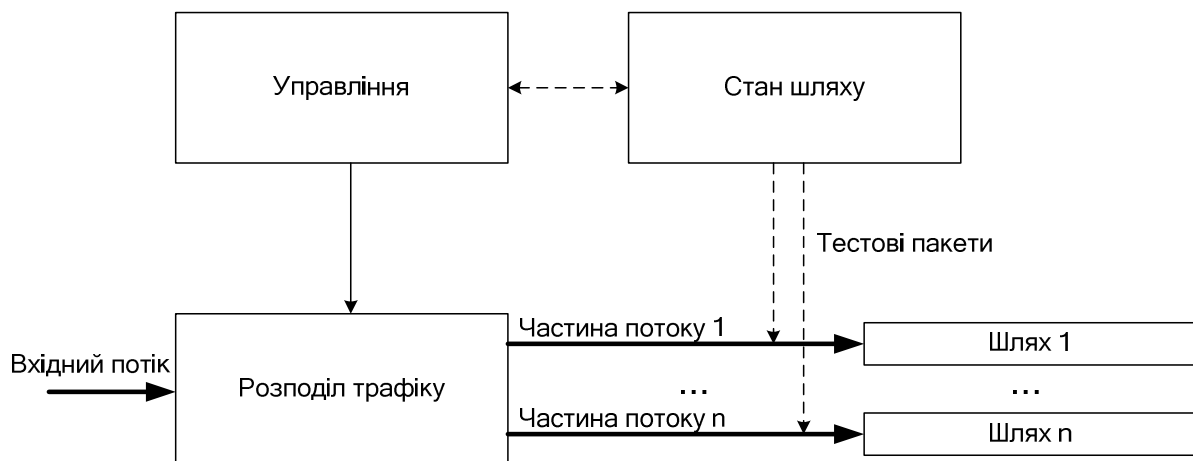 Управління
Стан шляху
Тестові пакети
Частина потоку 1
Шлях 1
Вхідний потік
Розподіл трафіку
...
...
Частина потоку n
Шлях n